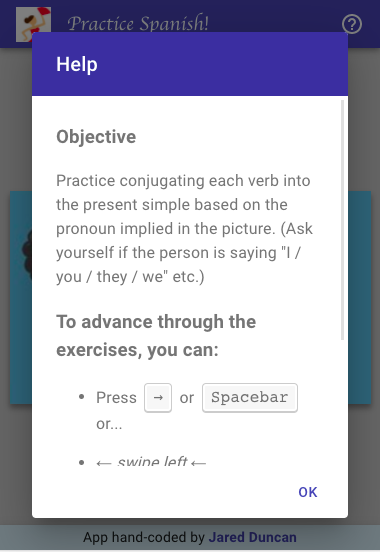 Practice Spanish!
Help
Objective
Practice conjugating each verb into
the present simple based on the
pronoun implied in the picture. (Ask
yourself if the person is saying "I /
you / they / we" etc.)
To advance through the
exercises, you can:
• Press → or Spacebar
or...
• ← swipe left ←
OK
App hand-coded by Jared Duncan